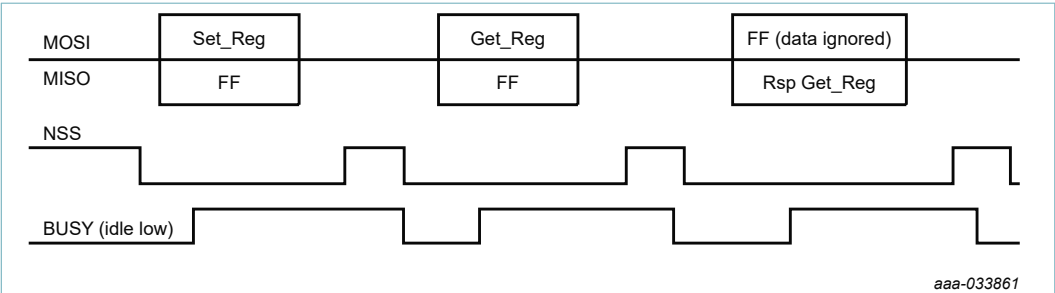 MOSI Set_Reg Get_Reg FF (data ignored)
MISO FF FF Rsp Get_Reg
NSS
BUSY (idle low)
aaa-033861